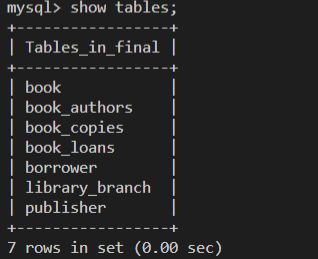 mysql> show tables;
+-----------------+
| Tables_in_final |
+-----------------+
| book            |
| book_authors    |
| book_copies     |
| book_loans      |
| borrower        |
| library_branch  |
| publisher       |
+-----------------+
7 rows in set (0.00 sec)